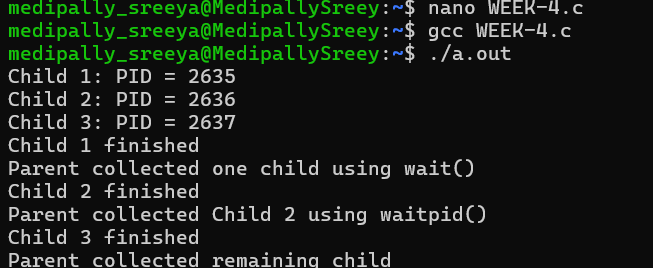 medipally_sreeya@MedipallySreey:~$ nano WEEK-4.c
medipally_sreeya@MedipallySreey:~$ gcc WEEK-4.c
medipally_sreeya@MedipallySreey:~$ ./a.out
Child 1: PID = 2635
Child 2: PID = 2636
Child 3: PID = 2637
Child 1 finished
Parent collected one child using wait()
Child 2 finished
Parent collected Child 2 using waitpid()
Child 3 finished
Parent collected remaining child